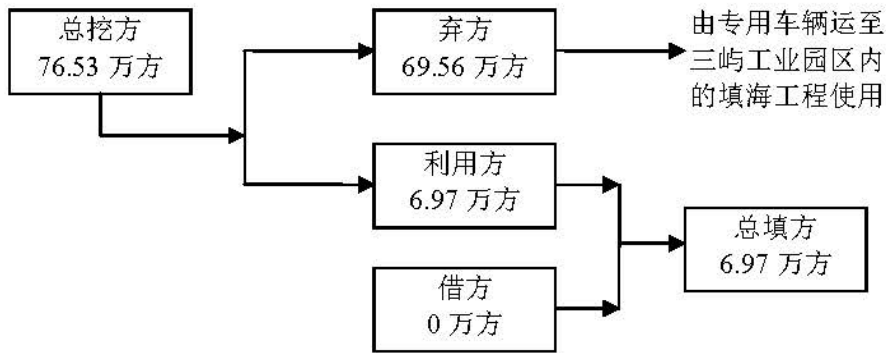 总挖方
76.53 万方
弃方
69.56 万方
由专用车辆运至
三屿工业园区内
的填海工程使用
利用方
6.97 万方
总填方
6.97 万方
借方
0 万方